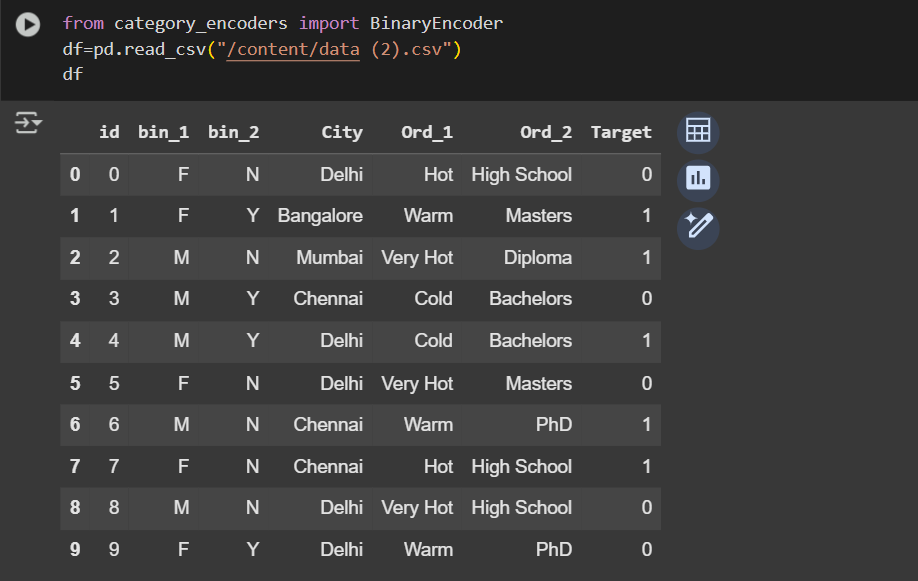 from category_encoders import BinaryEncoder
df=pd.read_csv("/content/data (2).csv")
df
id bin_1 bin_2 City Ord_1 Ord_2 Target
0 0 F N Delhi Hot High School 0
1 1 F Y Bangalore Warm Masters 1
2 2 M N Mumbai Very Hot Diploma 1
3 3 M Y Chennai Cold Bachelors 0
4 4 M Y Delhi Cold Bachelors 1
5 5 F N Delhi Very Hot Masters 0
6 6 M N Chennai Warm PhD 1
7 7 F N Chennai Hot High School 1
8 8 M N Delhi Very Hot High School 0
9 9 F Y Delhi Warm PhD 0